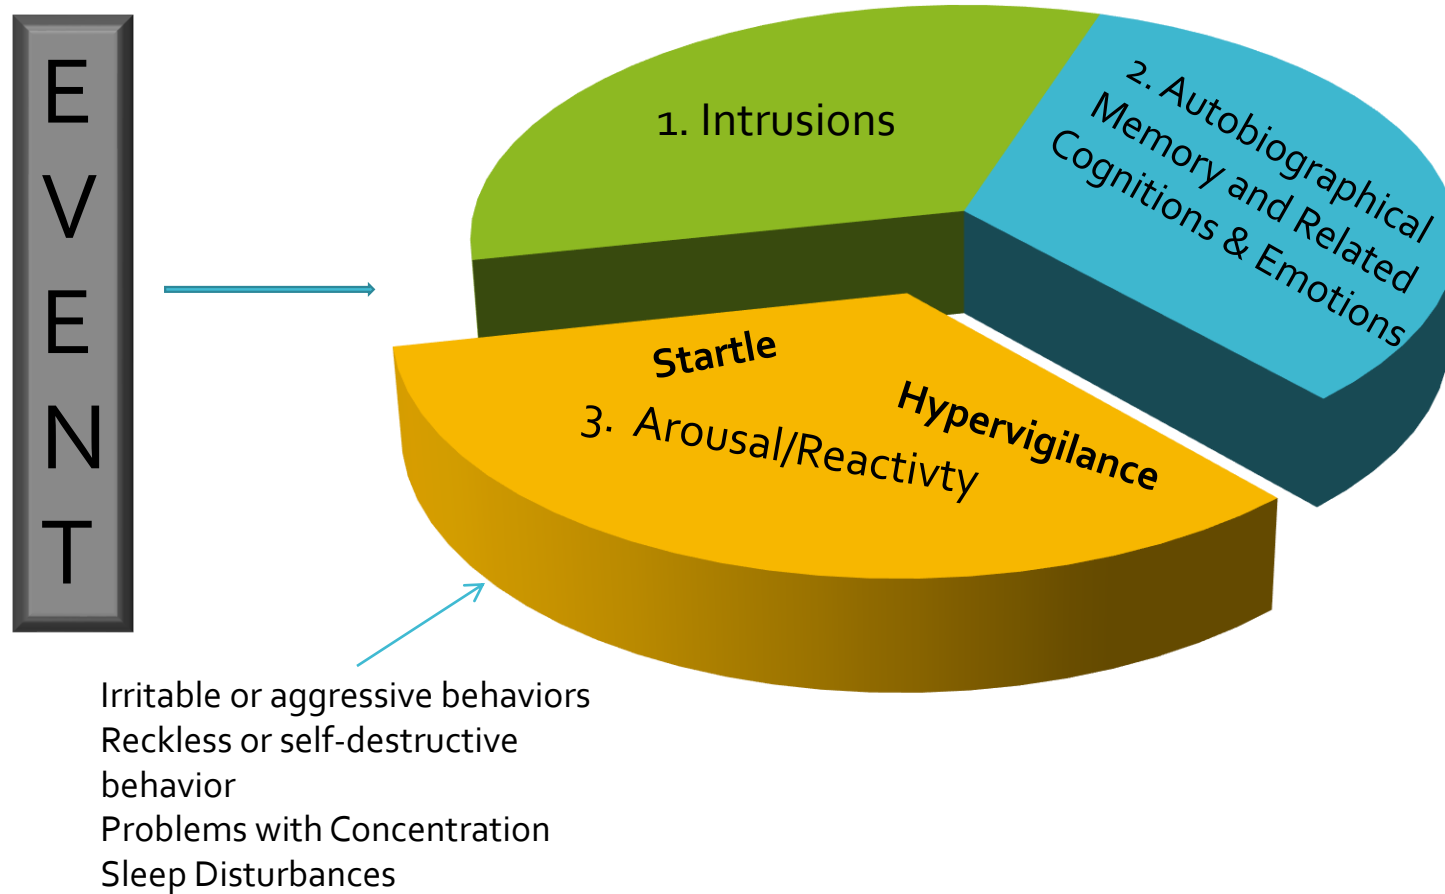 E
V
E
N
T
1. Intrusions
2. Autobiographical
Memory and Related
Cognitions & Emotions
Startle
Hypervigilance
3. Arousal/Reactivty
Irritable or aggressive behaviors
Reckless or self-destructive
behavior
Problems with Concentration
Sleep Disturbances